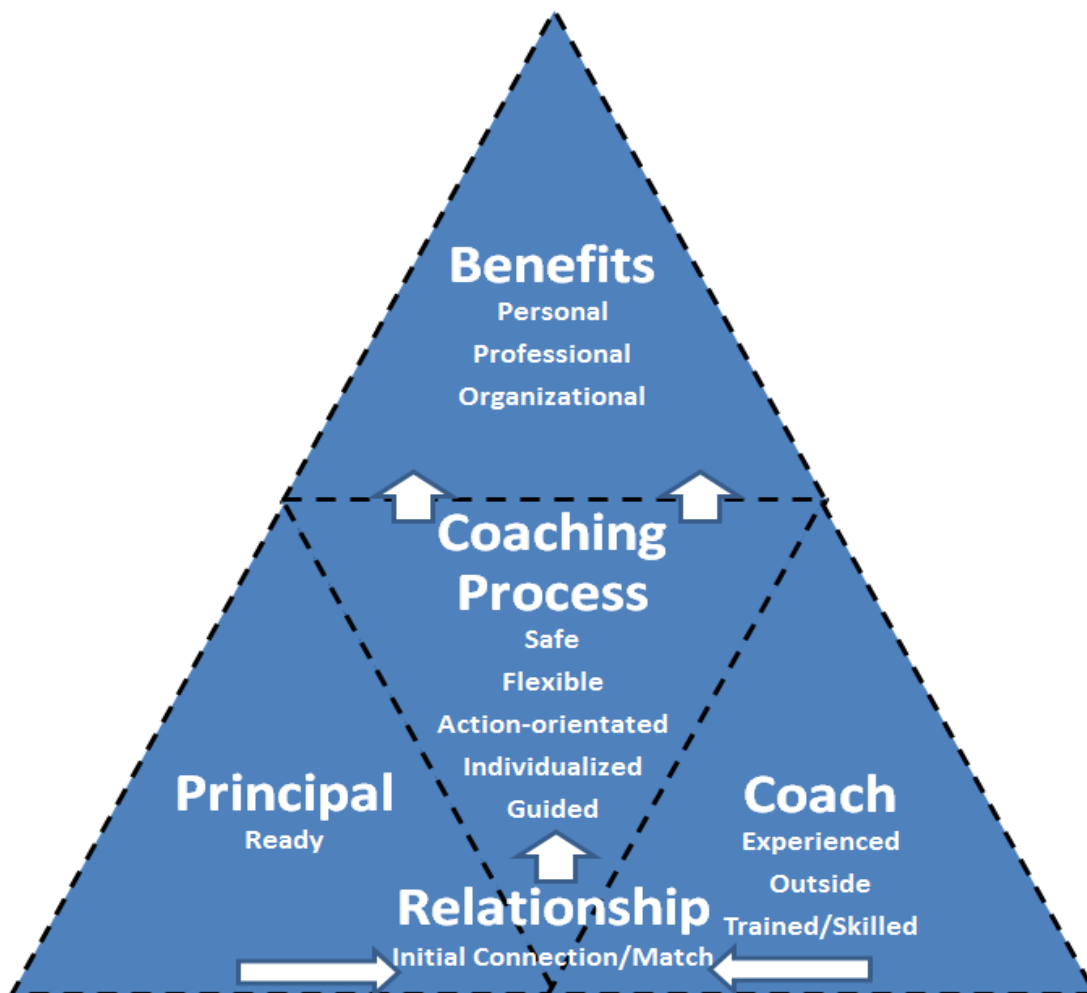 Benefits
Personal
Professional
Organizational
Coaching
Process
Safe
Flexible
Action-orientated
Individualized
Guided
Principal
Ready
Coach
Experienced
Outside
Trained/Skilled
Relationship
Initial Connection/Match